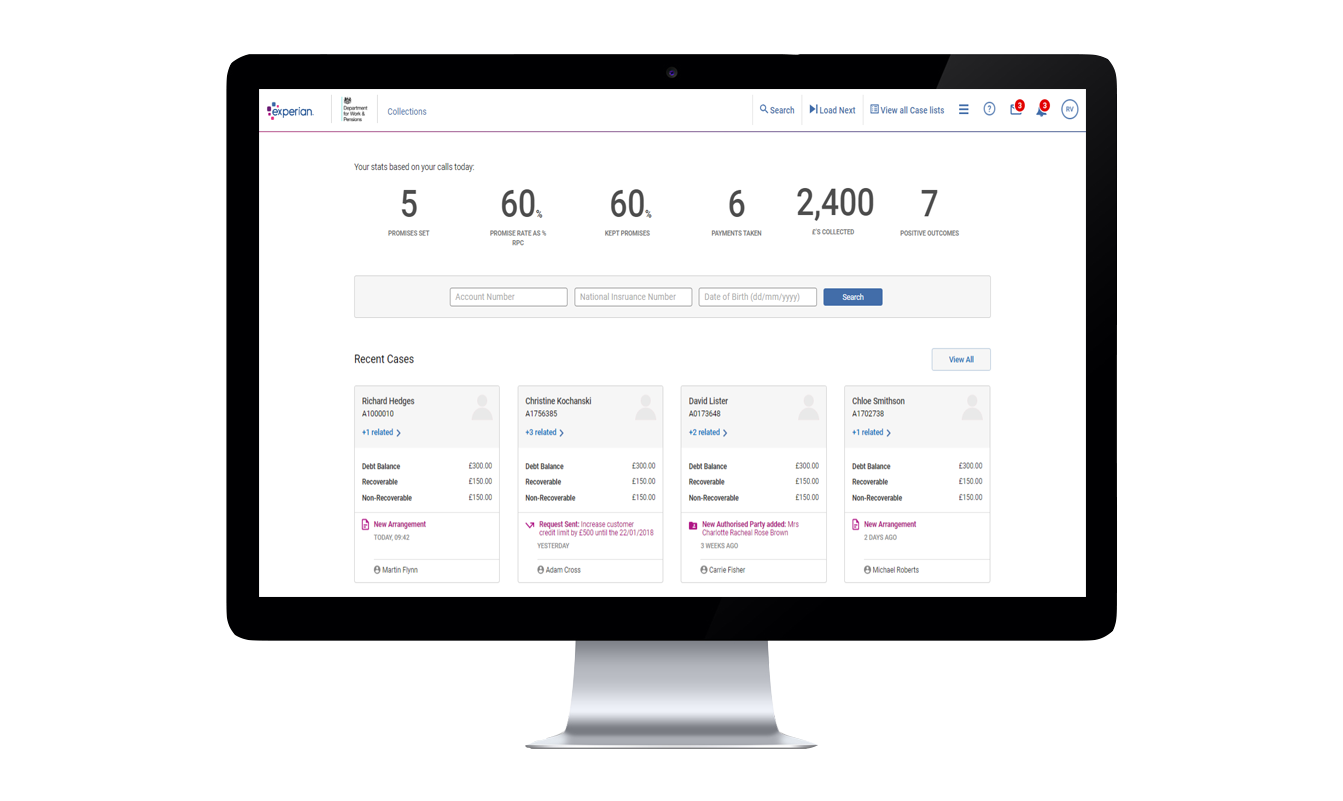 experian.
Department
for Work &
Pensions
Collections
Search
Load Next
View all Case lists
?
3
3
RV
Your stats based on your calls today:
5
PROMISES SET
60%
PROMISE RATE AS %
RPC
60%
KEPT PROMISES
6
PAYMENTS TAKEN
2,400
£'S COLLECTED
7
POSITIVE OUTCOMES
Account Number
National Insruance Number
Date of Birth (dd/mm/yyyy)
Search
Recent Cases
View All
Richard Hedges
A1000010
+1 related
Debt Balance £300.00
Recoverable £150.00
Non-Recoverable £150.00
New Arrangement
TODAY, 09:42
Martin Flynn
Christine Kochanski
A1756385
+3 related
Debt Balance £300.00
Recoverable £150.00
Non-Recoverable £150.00
Request Sent: Increase customer
credit limit by £500 until the 22/01/2018
YESTERDAY
Adam Cross
David Lister
A0173648
+2 related
Debt Balance £300.00
Recoverable £150.00
Non-Recoverable £150.00
New Authorised Party added: Mrs
Charlotte Racheal Rose Brown
3 WEEKS AGO
Carrie Fisher
Chloe Smithson
A1702738
+1 related
Debt Balance £300.00
Recoverable £150.00
Non-Recoverable £150.00
New Arrangement
2 DAYS AGO
Michael Roberts